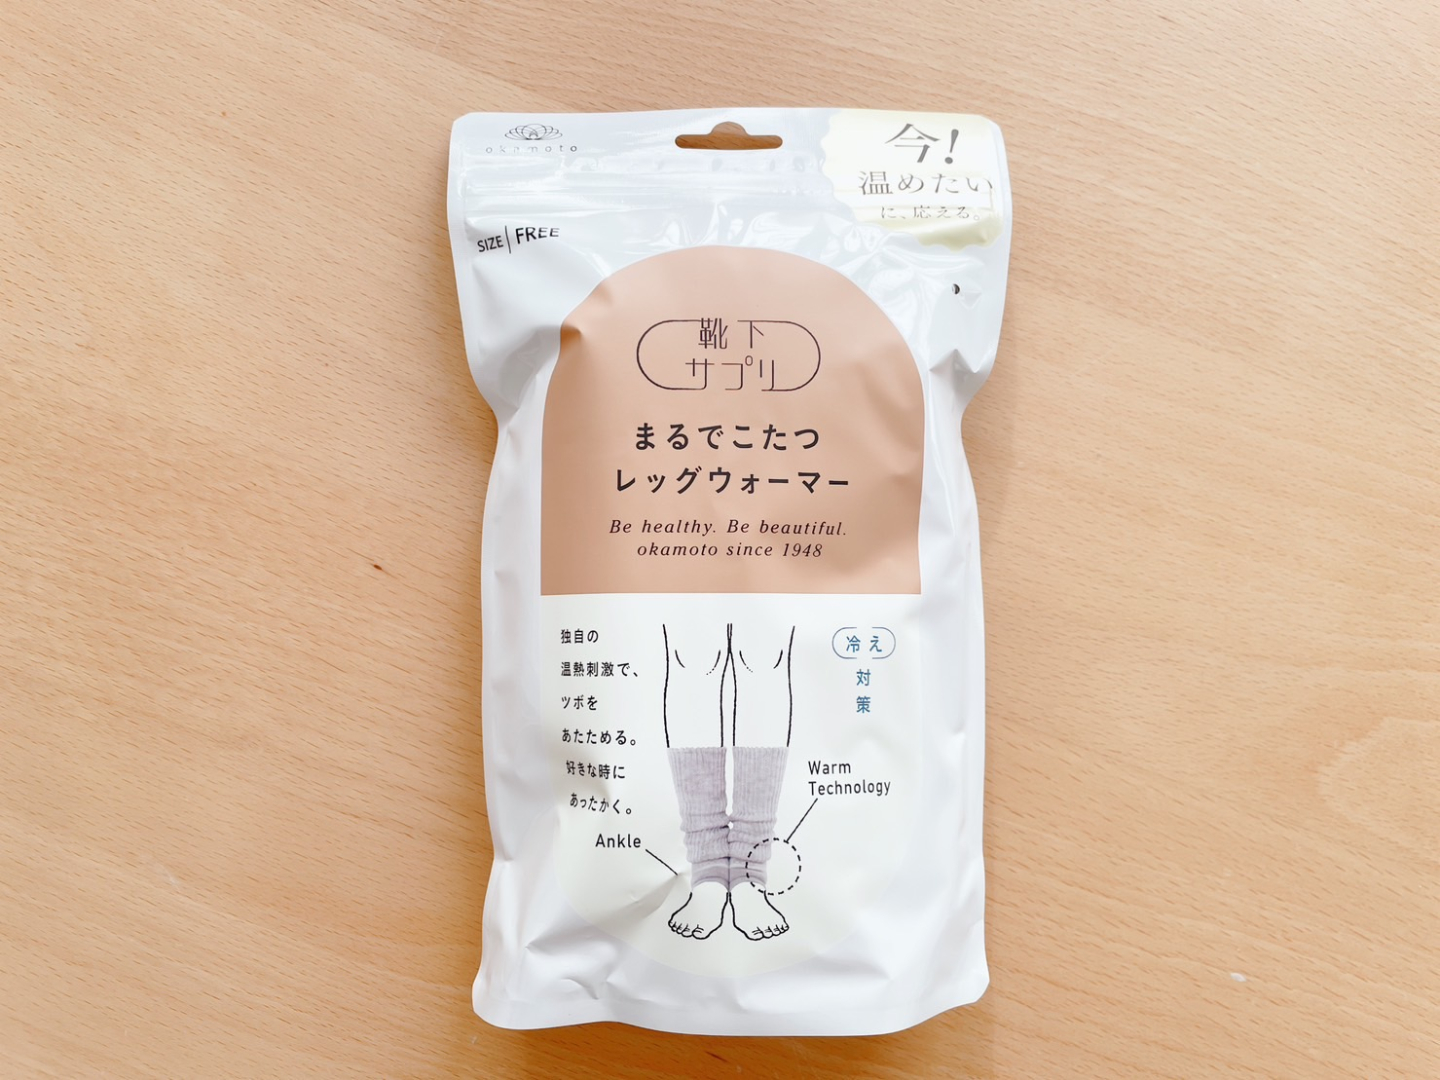 okamoto
今!
温めたい
に、応える。
SIZE FREE
靴下
サプリ
まるでこたつ
レッグウォーマー
Be healthy. Be beautiful.
okamoto since 1948
独自の
温熱刺激で、
ツボを
あたためる。
好きな時に
あったかく。
冷え
対
策
Warm
Technology
Ankle